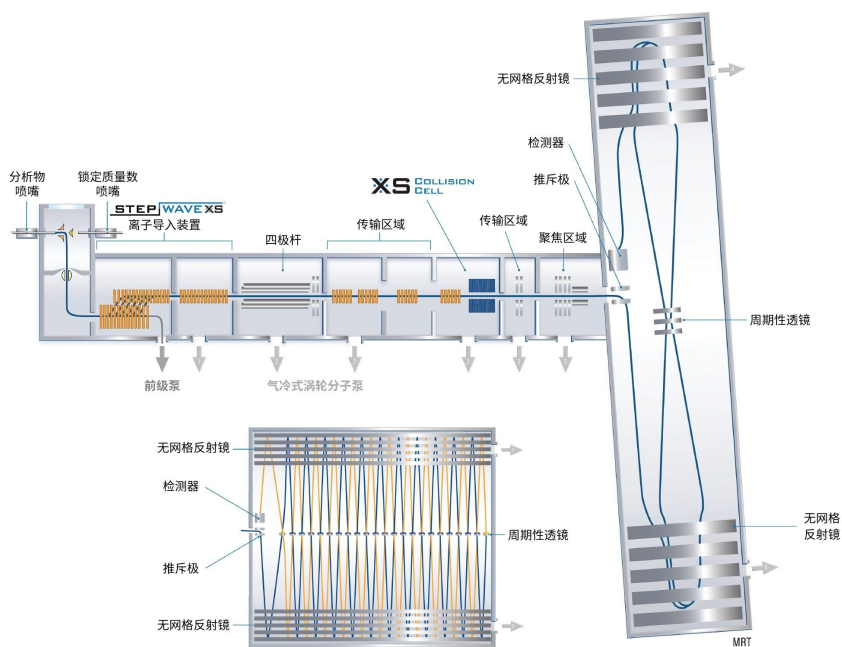 无网格反射镜
检测器
推斥极
分析物
喷嘴
锁定质量数
喷嘴
STEPWAVE XS
离子导入装置
四极杆
传输区域
XS COLLISION
CELL
传输区域
聚焦区域
周期性透镜
前级泵
气冷式涡轮分子泵
无网格反射镜
检测器
推斥极
无网格反射镜
周期性透镜
无网格
反射镜
MRT